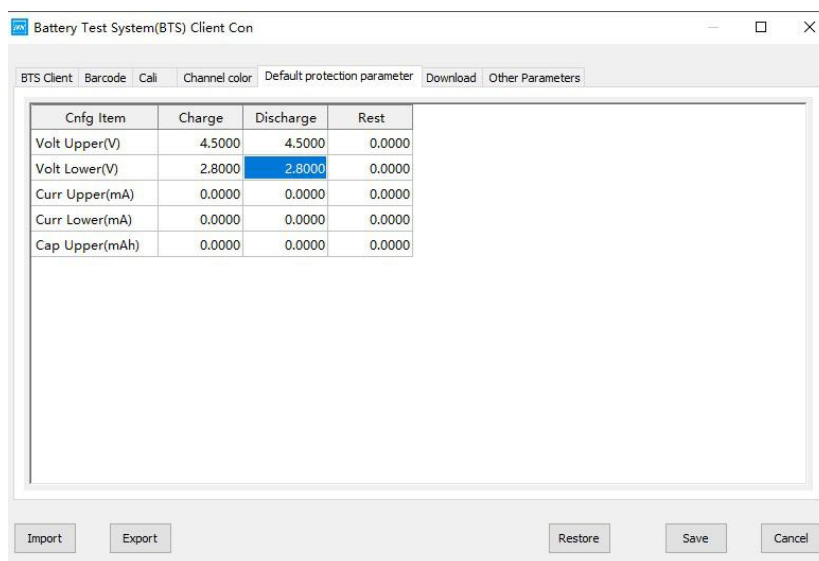 Battery Test System(BTS) Client Con
BTS Client Barcode Cali Channel color Default protection parameter Download Other Parameters
Cnfg Item Charge Discharge Rest
Volt Upper(V) 4.5000 4.5000 0.0000
Volt Lower(V) 2.8000 2.8000 0.0000
Curr Upper(mA) 0.0000 0.0000 0.0000
Curr Lower(mA) 0.0000 0.0000 0.0000
Cap Upper(mAh) 0.0000 0.0000 0.0000
Import Export Restore Save Cancel